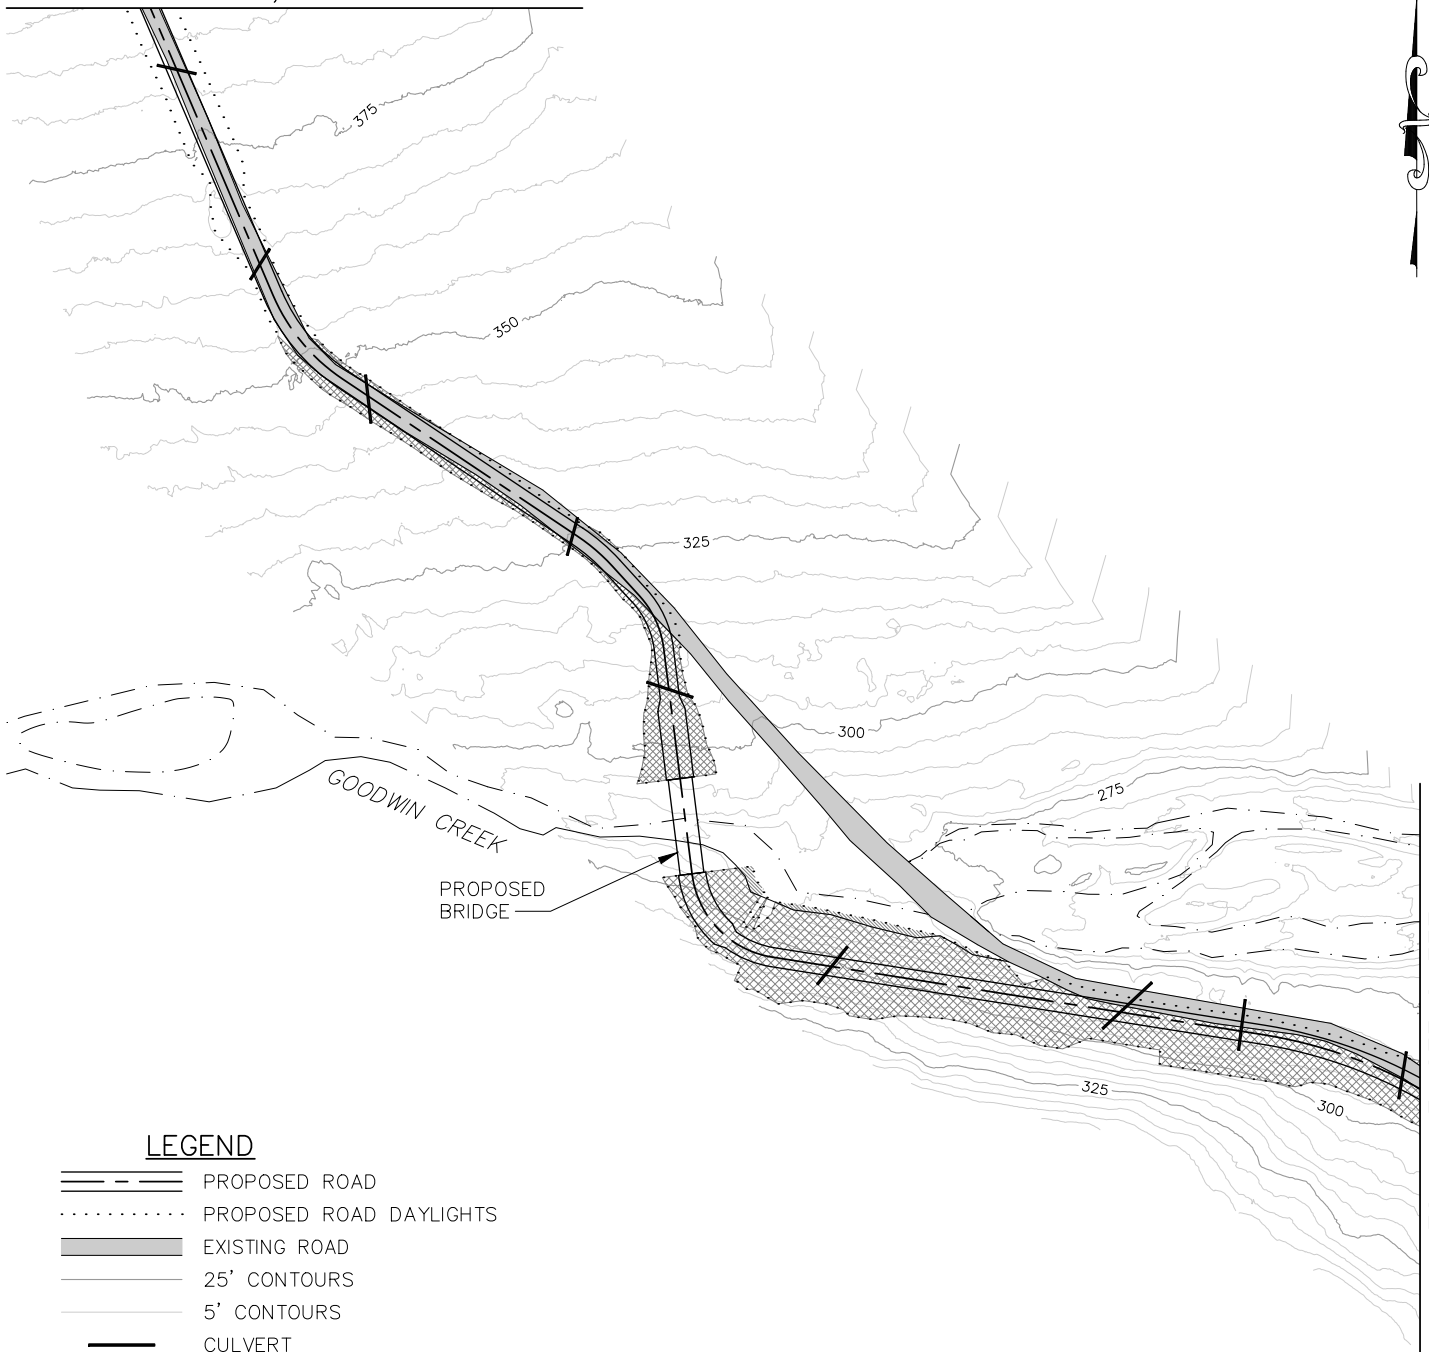 375
350
325
300
275
GOODWIN CREEK
PROPOSED
BRIDGE
325
300
LEGEND
PROPOSED ROAD
PROPOSED ROAD DAYLIGHTS
EXISTING ROAD
25' CONTOURS
5' CONTOURS
CULVERT